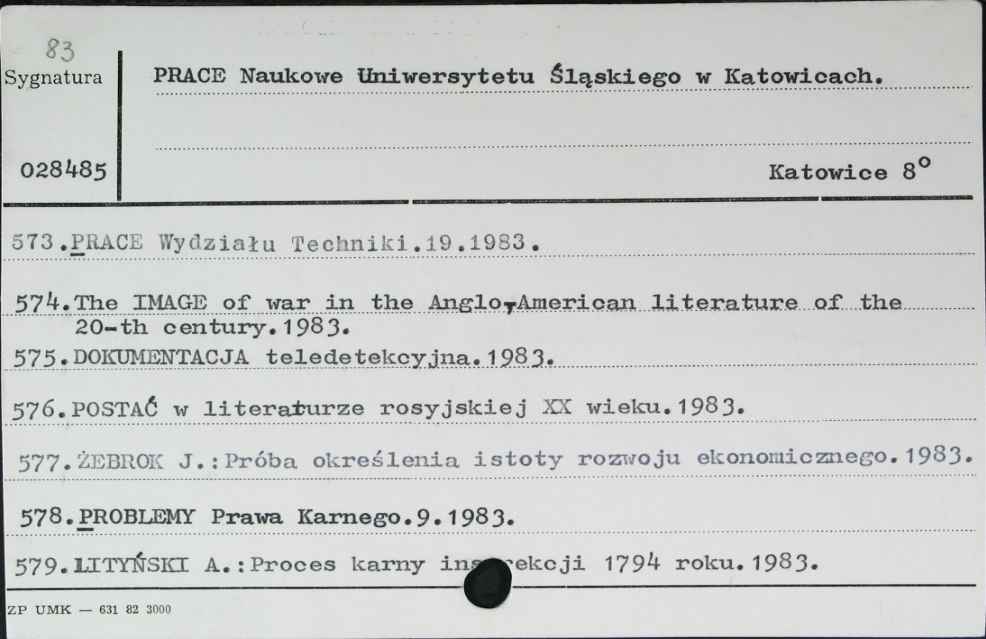 83
Sygnatura
PRACE Naukowe Uniwersytetu Śląskiego w Katowicach.
028485
Katowice 8°
573.PRACE Wydziału Techniki.19.1983.
574.The IMAGE of war in the Anglo-American literature of the
20-th century.1983.
575.DOKUMENTACJA teledetekcyjna.1983.
576.POSTAĆ w literaturze rosyjskiej XX wieku.1983.
577.ŻEBROK J.:Próba określenia istoty rozwoju ekonomicznego.1983.
578.PROBLEMY Prawa Karnego.9.1983.
579.LITYŃSKI A.:Proces karny 1794 roku.1983.
ZP UMK — 631 82 3000